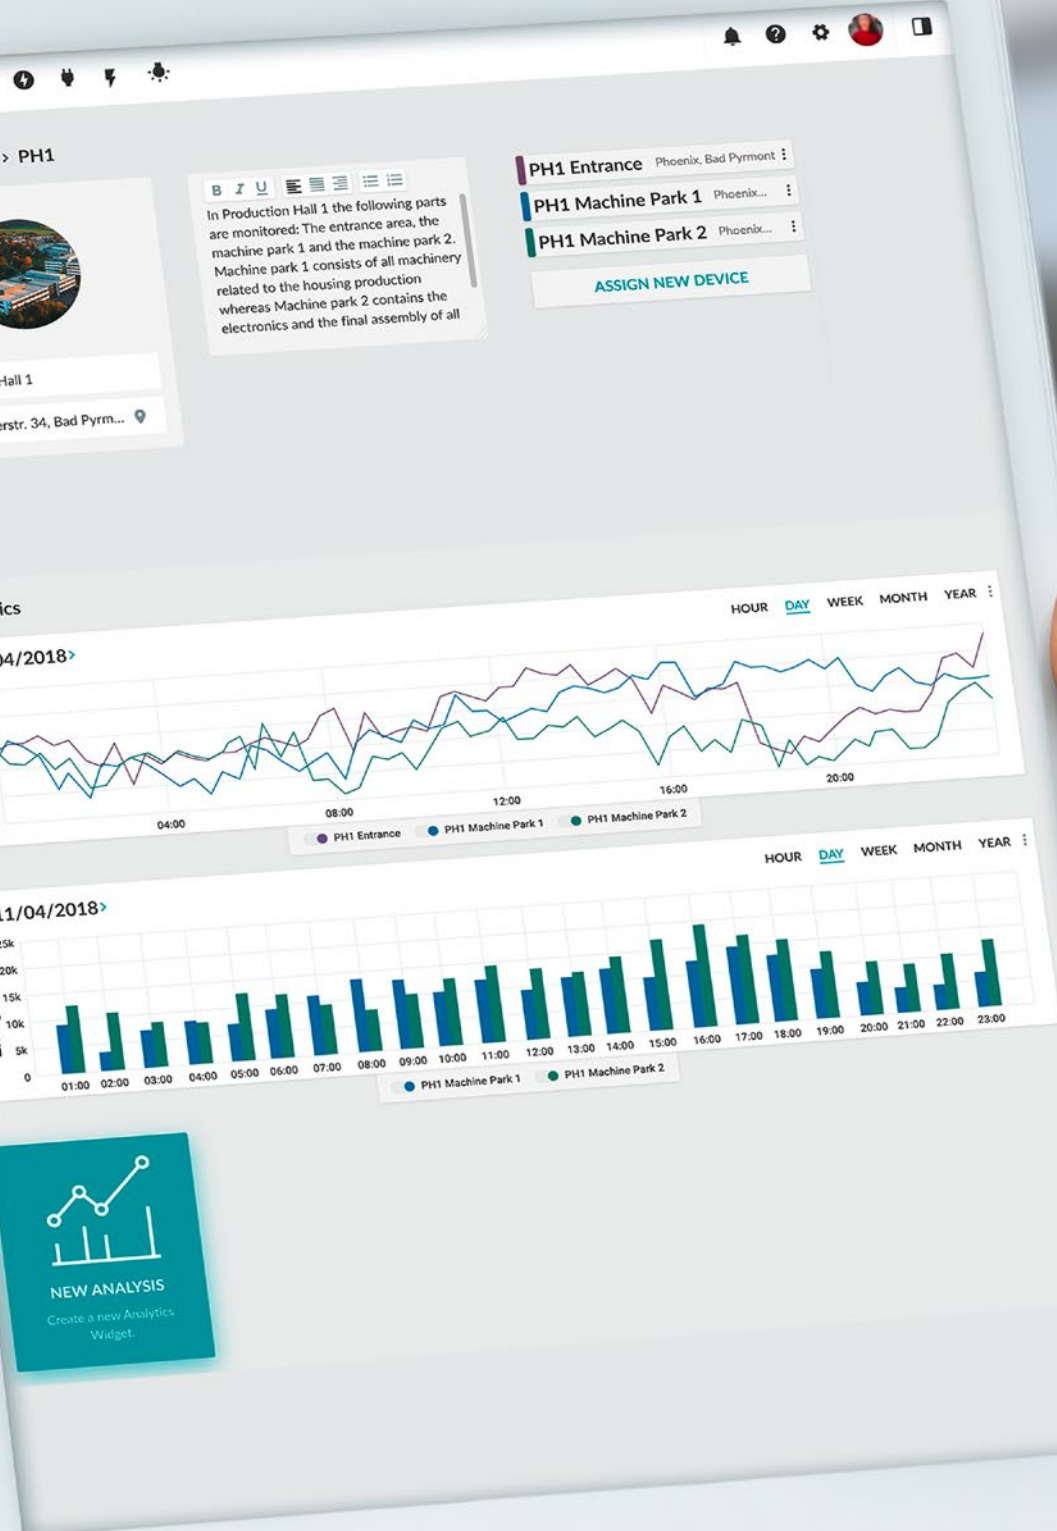 > PH1
B I U
In Production Hall 1 the following parts
are monitored: The entrance area, the
machine park 1 and the machine park 2.
Machine park 1 consists of all machinery
related to the housing production
whereas Machine park 2 contains the
electronics and the final assembly of all
PH1 Entrance Phoenix, Bad Pyrmont
PH1 Machine Park 1 Phoenix...
PH1 Machine Park 2 Phoenix...
ASSIGN NEW DEVICE
Hall 1
erstr. 34, Bad Pyrm...
ics
HOUR DAY WEEK MONTH YEAR
04/2018>
04:00 08:00 12:00 16:00 20:00
PH1 Entrance PH1 Machine Park 1 PH1 Machine Park 2
HOUR DAY WEEK MONTH YEAR
11/04/2018>
25k
20k
15k
10k
5k
0
01:00 02:00 03:00 04:00 05:00 06:00 07:00 08:00 09:00 10:00 11:00 12:00 13:00 14:00 15:00 16:00 17:00 18:00 19:00 20:00 21:00 22:00 23:00
PH1 Machine Park 1 PH1 Machine Park 2
NEW ANALYSIS
Create a new Analytics
Widget.